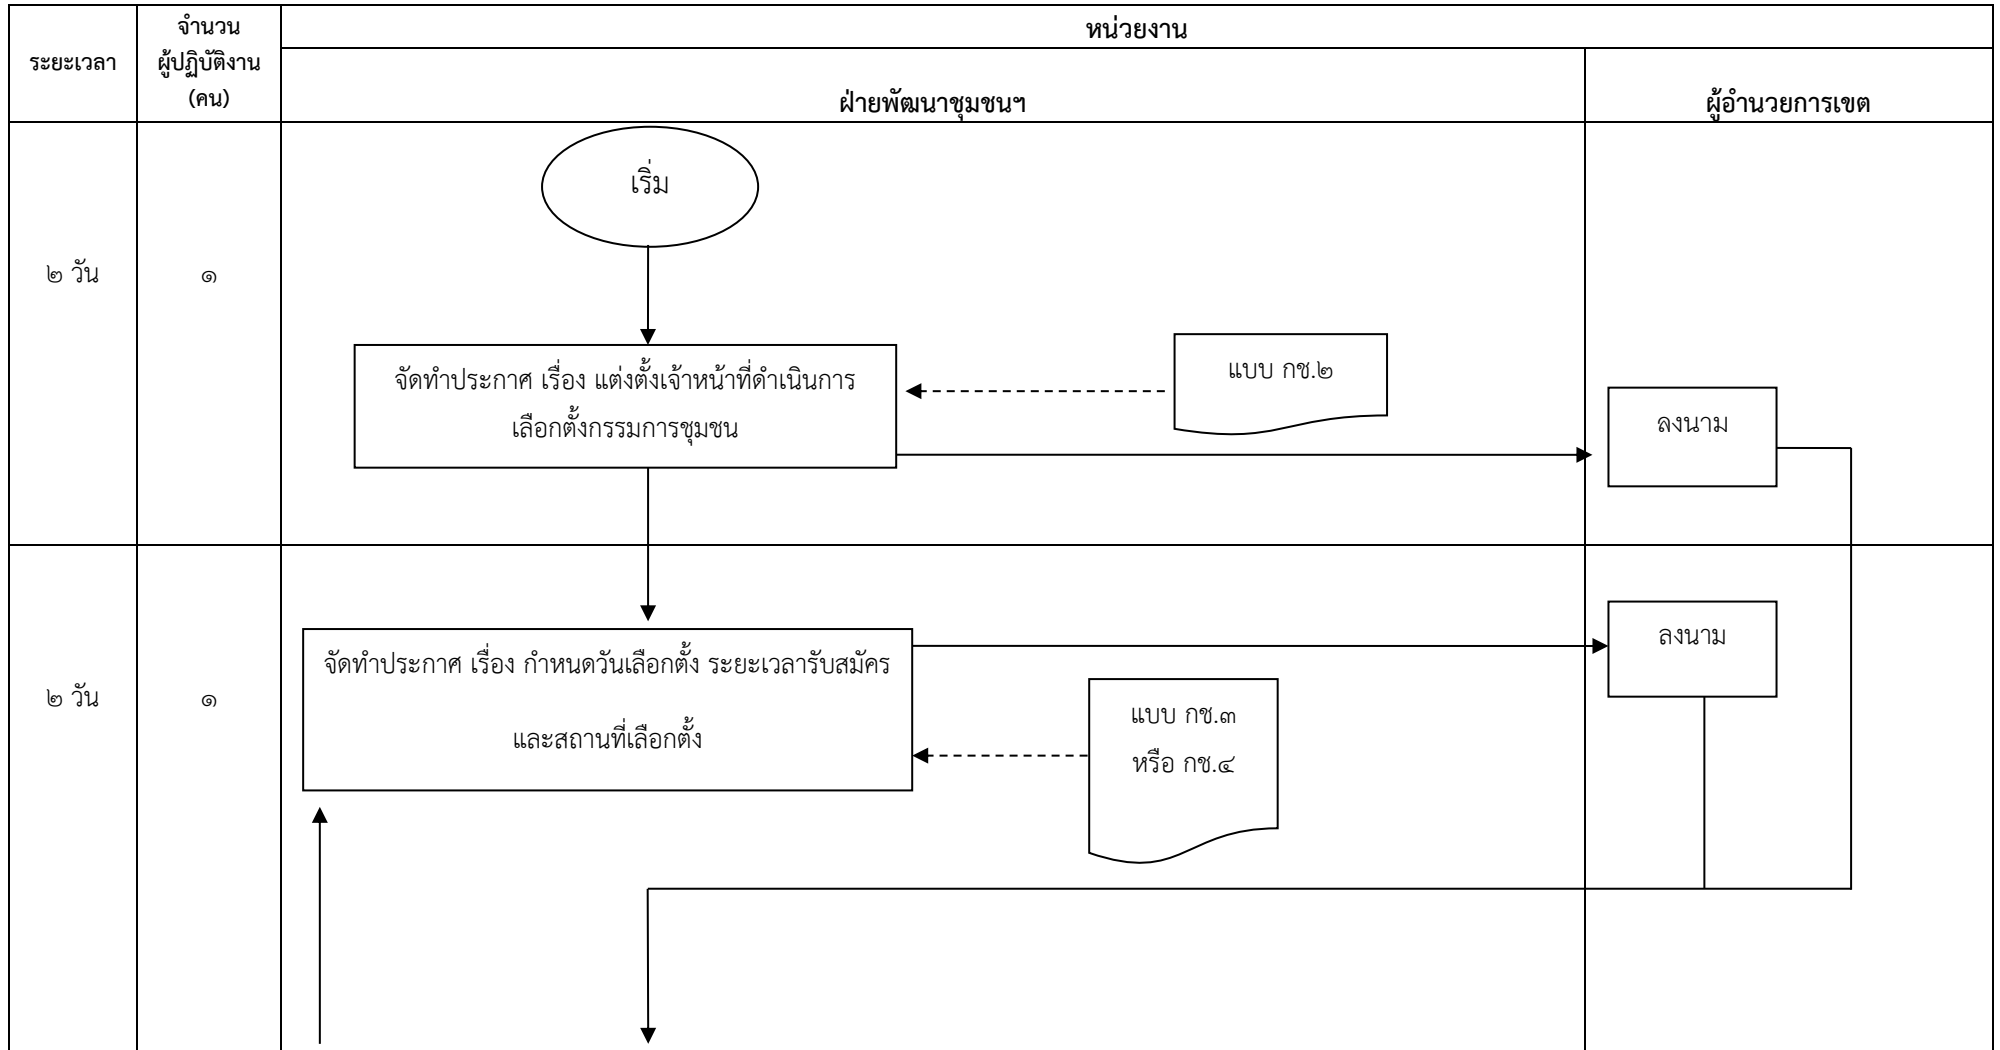 ระยะเวลา
จำนวน
ผู้ปฏิบัติงาน
(คน)
หน่วยงาน
ฝ่ายพัฒนาชุมชนฯ
ผู้อำนวยการเขต
เริ่ม
๒ วัน
๑
จัดทำประกาศ เรื่อง แต่งตั้งเจ้าหน้าที่ดำเนินการ
เลือกตั้งกรรมการชุมชน
แบบ กช.๒
ลงนาม
๒ วัน
๑
จัดทำประกาศ เรื่อง กำหนดวันเลือกตั้ง ระยะเวลารับสมัคร
และสถานที่เลือกตั้ง
แบบ กช.๓
หรือ กช.๔
ลงนาม